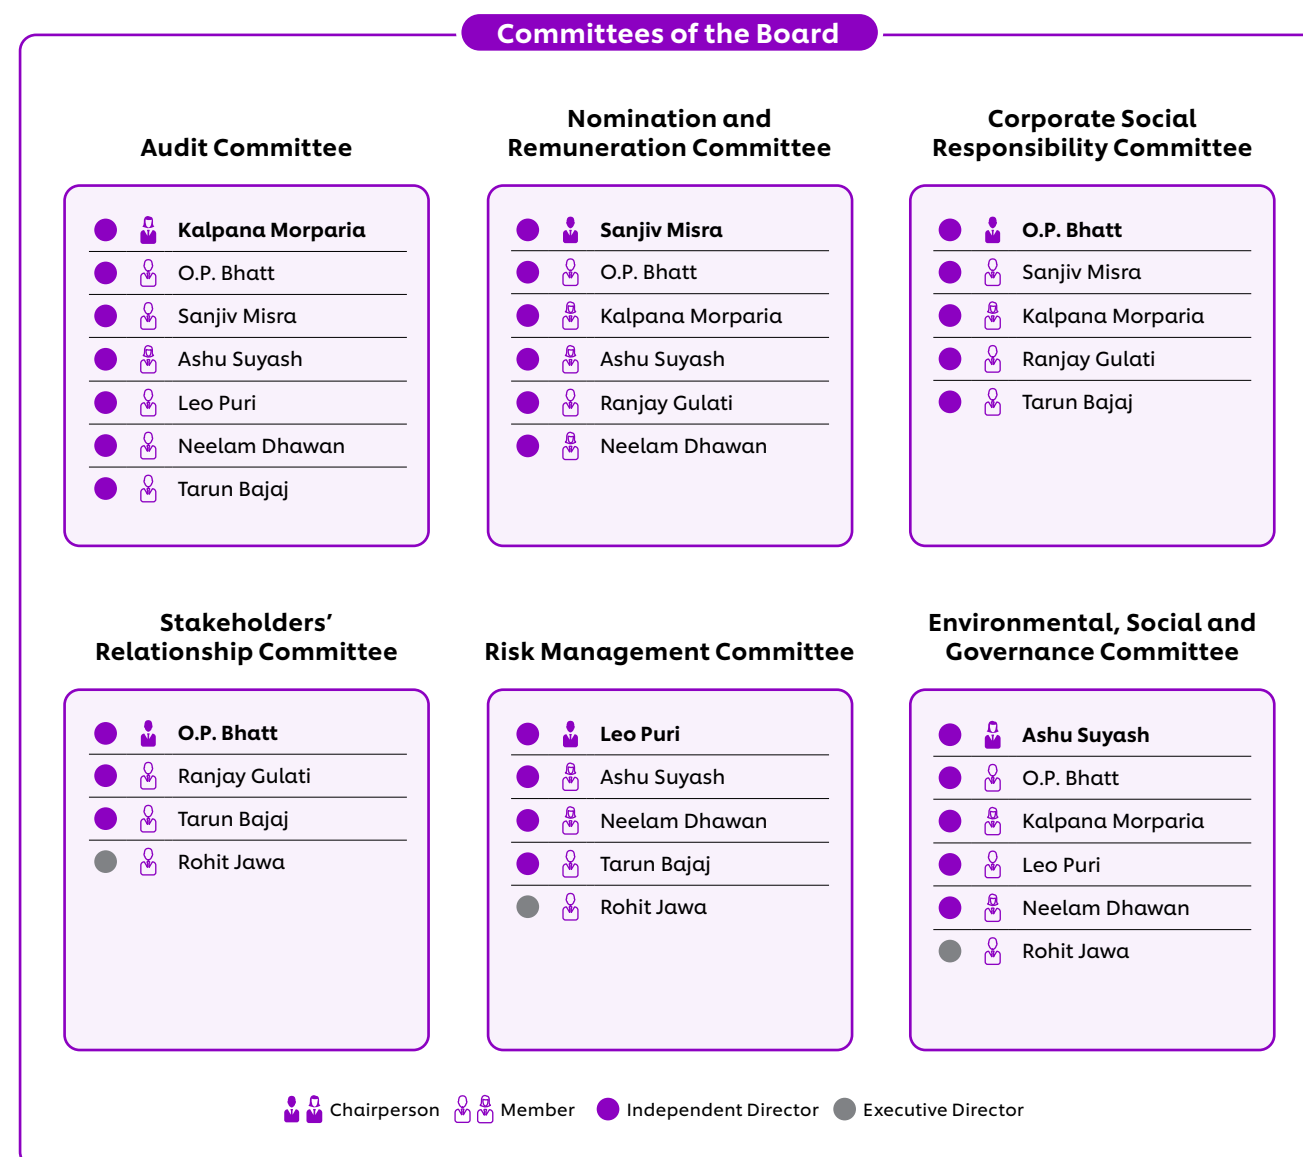 Committees of the Board
Audit Committee
Kalpana Morparia
O.P. Bhatt
Sanjiv Misra
Ashu Suyash
Leo Puri
Neelam Dhawan
Tarun Bajaj
Nomination and
Remuneration Committee
Sanjiv Misra
O.P. Bhatt
Kalpana Morparia
Ashu Suyash
Ranjay Gulati
Neelam Dhawan
Corporate Social
Responsibility Committee
O.P. Bhatt
Sanjiv Misra
Kalpana Morparia
Ranjay Gulati
Tarun Bajaj
Stakeholders’
Relationship Committee
O.P. Bhatt
Ranjay Gulati
Tarun Bajaj
Rohit Jawa
Risk Management Committee
Leo Puri
Ashu Suyash
Neelam Dhawan
Tarun Bajaj
Rohit Jawa
Environmental, Social and
Governance Committee
Ashu Suyash
O.P. Bhatt
Kalpana Morparia
Leo Puri
Neelam Dhawan
Rohit Jawa
Chairperson Member Independent Director Executive Director